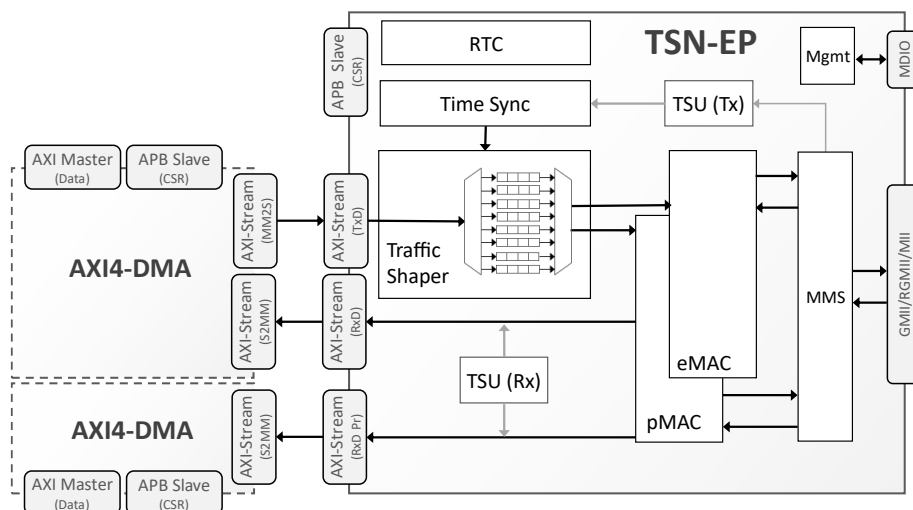 RTC
TSN-EP
Mgmt
MDIO
APB Slave
(CSR)
Time Sync
TSU (Tx)
AXI Master
(Data)
APB Slave
(CSR)
AXI-Stream
(MM2S)
AXI-Stream
(TxD)
Traffic
Shaper
AXI4-DMA
AXI-Stream
(S2MM)
AXI-Stream
(RxD)
MMS
GMII/RGMII/MII
eMAC
TSU (Rx)
pMAC
AXI4-DMA
AXI-Stream
(S2MM)
AXI-Stream
(RxD Pr)
AXI Master
(Data)
APB Slave
(CSR)